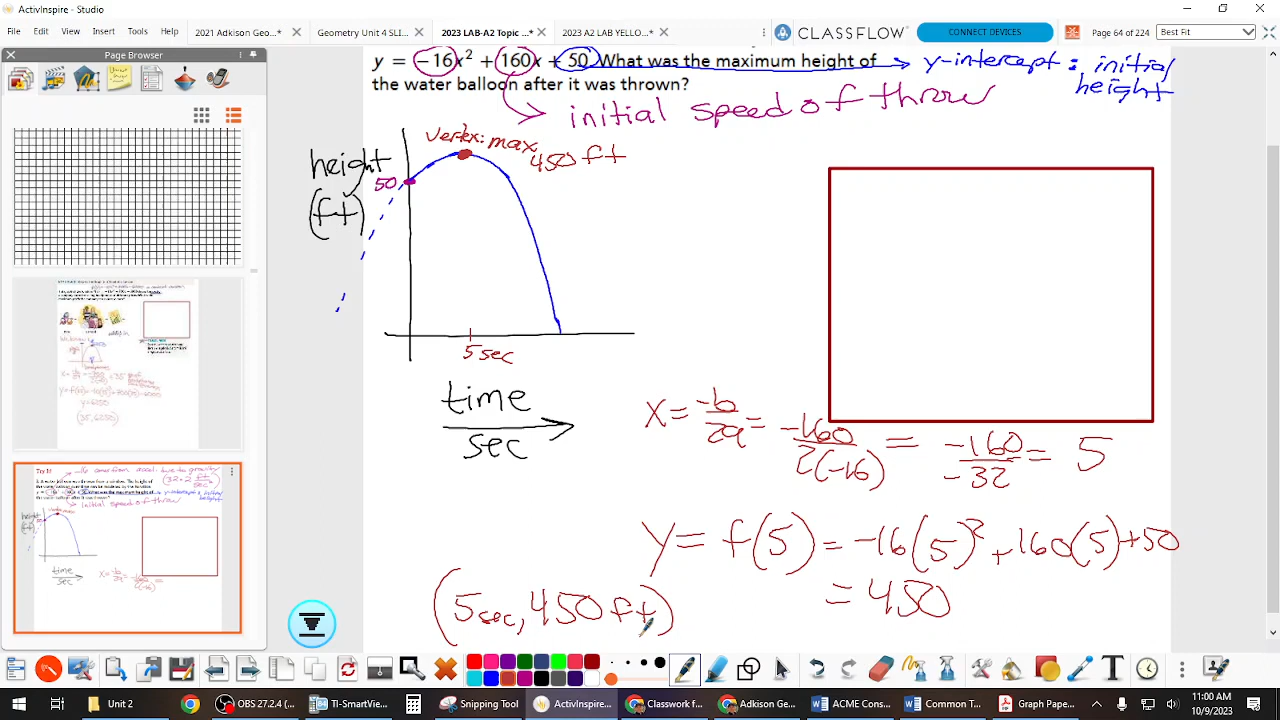 ActivInspire - Studio
File Edit View Insert Tools Help
2021 Adkison Geo...*
Geometry U4 4 SLI...
2023 LAB-A2 Topic ...*
2023 A2 LAB YELLO...*
CLASSFLOW
CONNECT DEVICES
Page 64 of 224
Best Fit
Page Browser
y = −16x² + 160x + 50. What was the maximum height of
the water balloon after it was thrown?
y-intercept: initial
height
initial speed of throw
vertex: max
450 ft
height
(ft)
50
5 sec
time
sec
x = -b/2a = -160/2(-16) = -160/-32 = 5
y = f(5) = -16(5)² + 160(5) + 50
= 450
(5sec, 450 ft)
Unit 2
OBS 27.2.4 (
TI-SmartVie...
Snipping Tool
ActivInspire...
Classwork f...
Adkison Ge...
ACME Cons...
Common T...
Graph Pape...
11:00 AM
10/9/2023